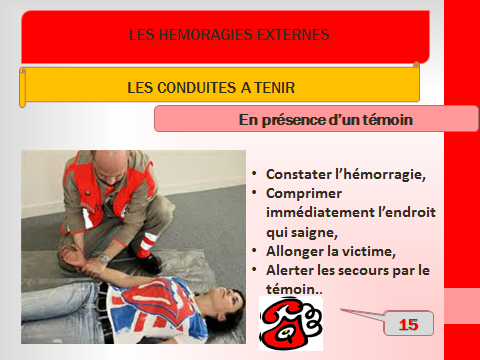 LES HEMORAGIES EXTERNES
LES CONDUITES A TENIR
En présence d'un témoin
• Constater l'hémorragie,
• Comprimer
immédiatement l'endroit
qui saigne,
• Allonger la victime,
• Alerter les secours par le
témoin..
15